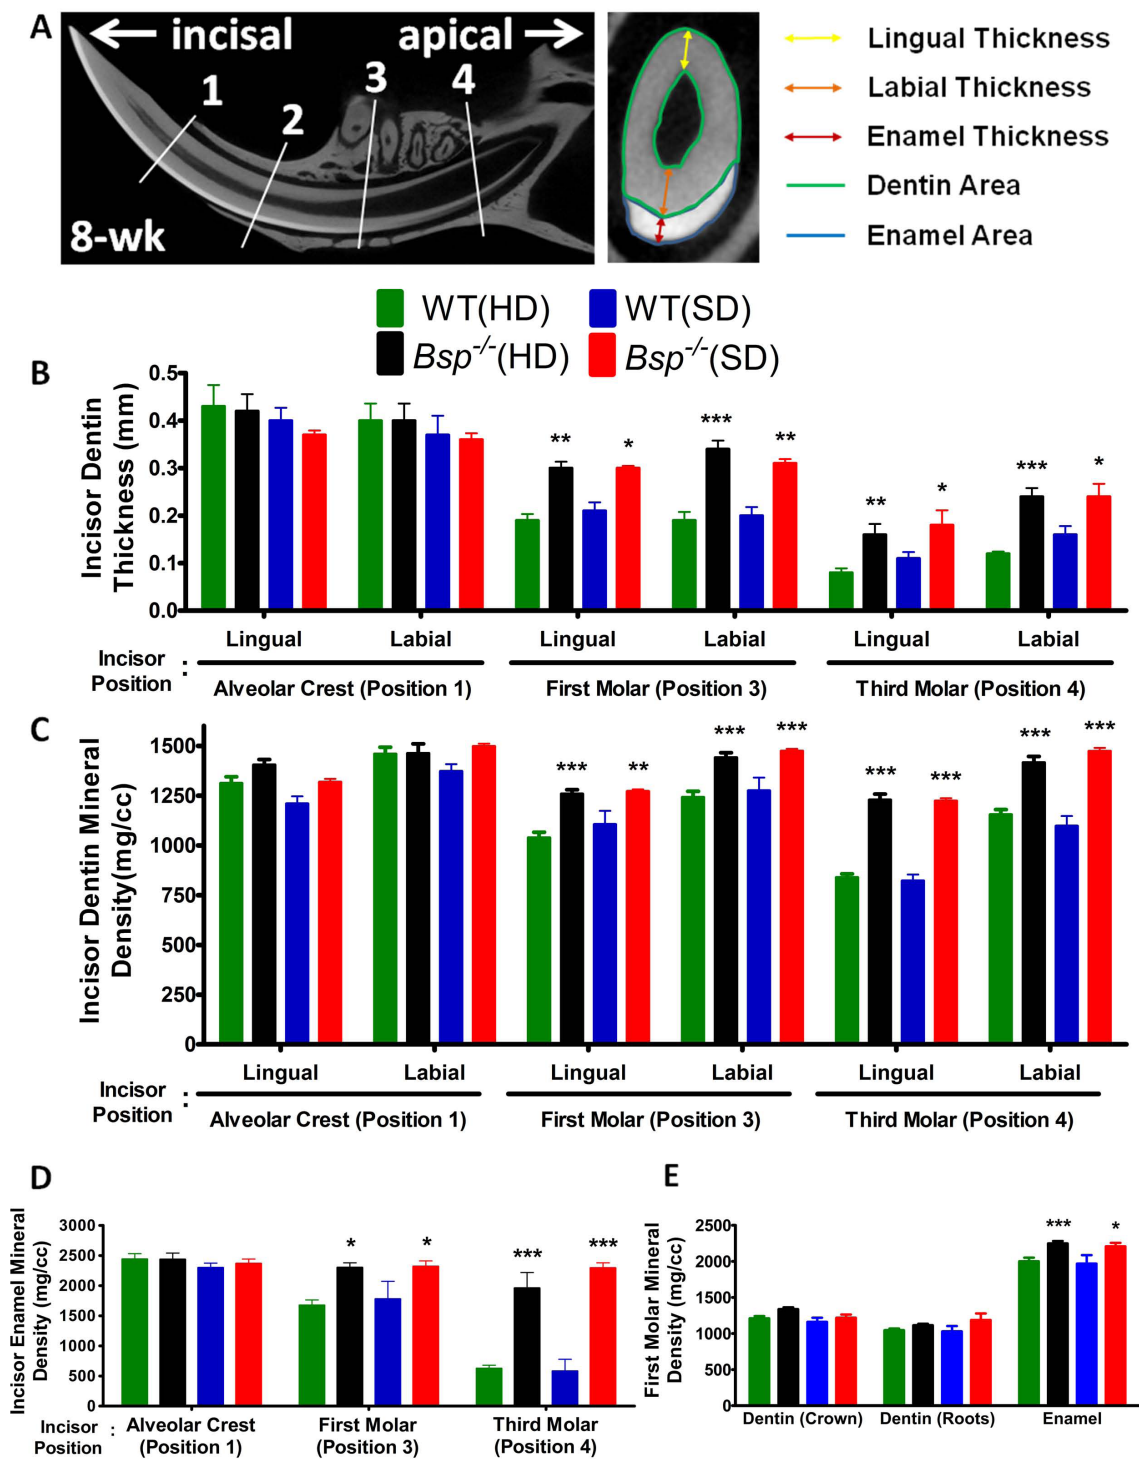 A
incisal
apical
1
2
3
4
8-wk
Lingual Thickness
Labial Thickness
Enamel Thickness
Dentin Area
Enamel Area
WT(HD)
WT(SD)
Bsp-/-(HD)
Bsp-/-(SD)
B
Incisor Dentin
Thickness (mm)
0.5
0.4
0.3
0.2
0.1
0.0
** * *** ** ** * *** *
Lingual Labial Lingual Labial Lingual Labial
Incisor
Position :
Alveolar Crest (Position 1) First Molar (Position 3) Third Molar (Position 4)
C
Incisor Dentin Mineral
Density(mg/cc)
1500
1250
1000
750
500
250
0
*** ** *** *** *** *** *** ***
Lingual Labial Lingual Labial Lingual Labial
Incisor
Position :
Alveolar Crest (Position 1) First Molar (Position 3) Third Molar (Position 4)
D
Incisor Enamel Mineral
Density (mg/cc)
3000
2500
2000
1500
1000
500
0
* * *** ***
Incisor
Position :
Alveolar Crest First Molar Third Molar
(Position 1) (Position 3) (Position 4)
E
First Molar Mineral
Density (mg/cc)
2500
2000
1500
1000
500
0
*** *
Dentin (Crown) Dentin (Roots) Enamel